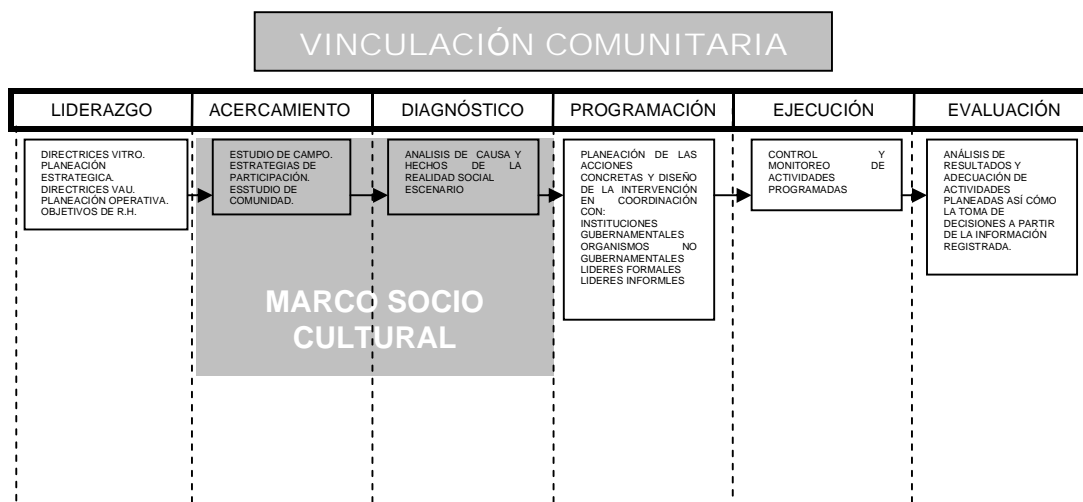 VINCULACIÓN COMUNITARIA
LIDERAZGO
ACERCAMIENTO
DIAGNÓSTICO
PROGRAMACIÓN
EJECUCIÓN
EVALUACIÓN
DIRECTRICES VITRO.
PLANEACIÓN
ESTRATEGICA.
DIRECTRICES VAU.
PLANEACIÓN OPERATIVA.
OBJETIVOS DE R.H.
ESTUDIO DE CAMPO.
ESTRATEGIAS DE
PARTICIPACIÓN.
ESSTUDIO DE
COMUNIDAD.
ANALISIS DE CAUSA Y
HECHOS DE LA
REALIDAD SOCIAL
ESCENARIO
PLANEACIÓN DE LAS
ACCIONES
CONCRETAS Y DISEÑO
DE LA INTERVENCIÓN
EN COORDINACIÓN
CON:
INSTITUCIONES
GUBERNAMENTALES
ORGANISMOS NO
GUBERNAMENTALES
LIDERES FORMALES
LIDERES INFORMLES
CONTROL Y
MONITOREO DE
ACTIVIDADES
PROGRAMADAS
ANÁLISIS DE
RESULTADOS Y
ADECUACIÓN DE
ACTIVIDADES
PLANEADAS ASÍ CÓMO
LA TOMA DE
DECISIONES A PARTIR
DE LA INFORMACIÓN
REGISTRADA.
MARCO SOCIO
CULTURAL